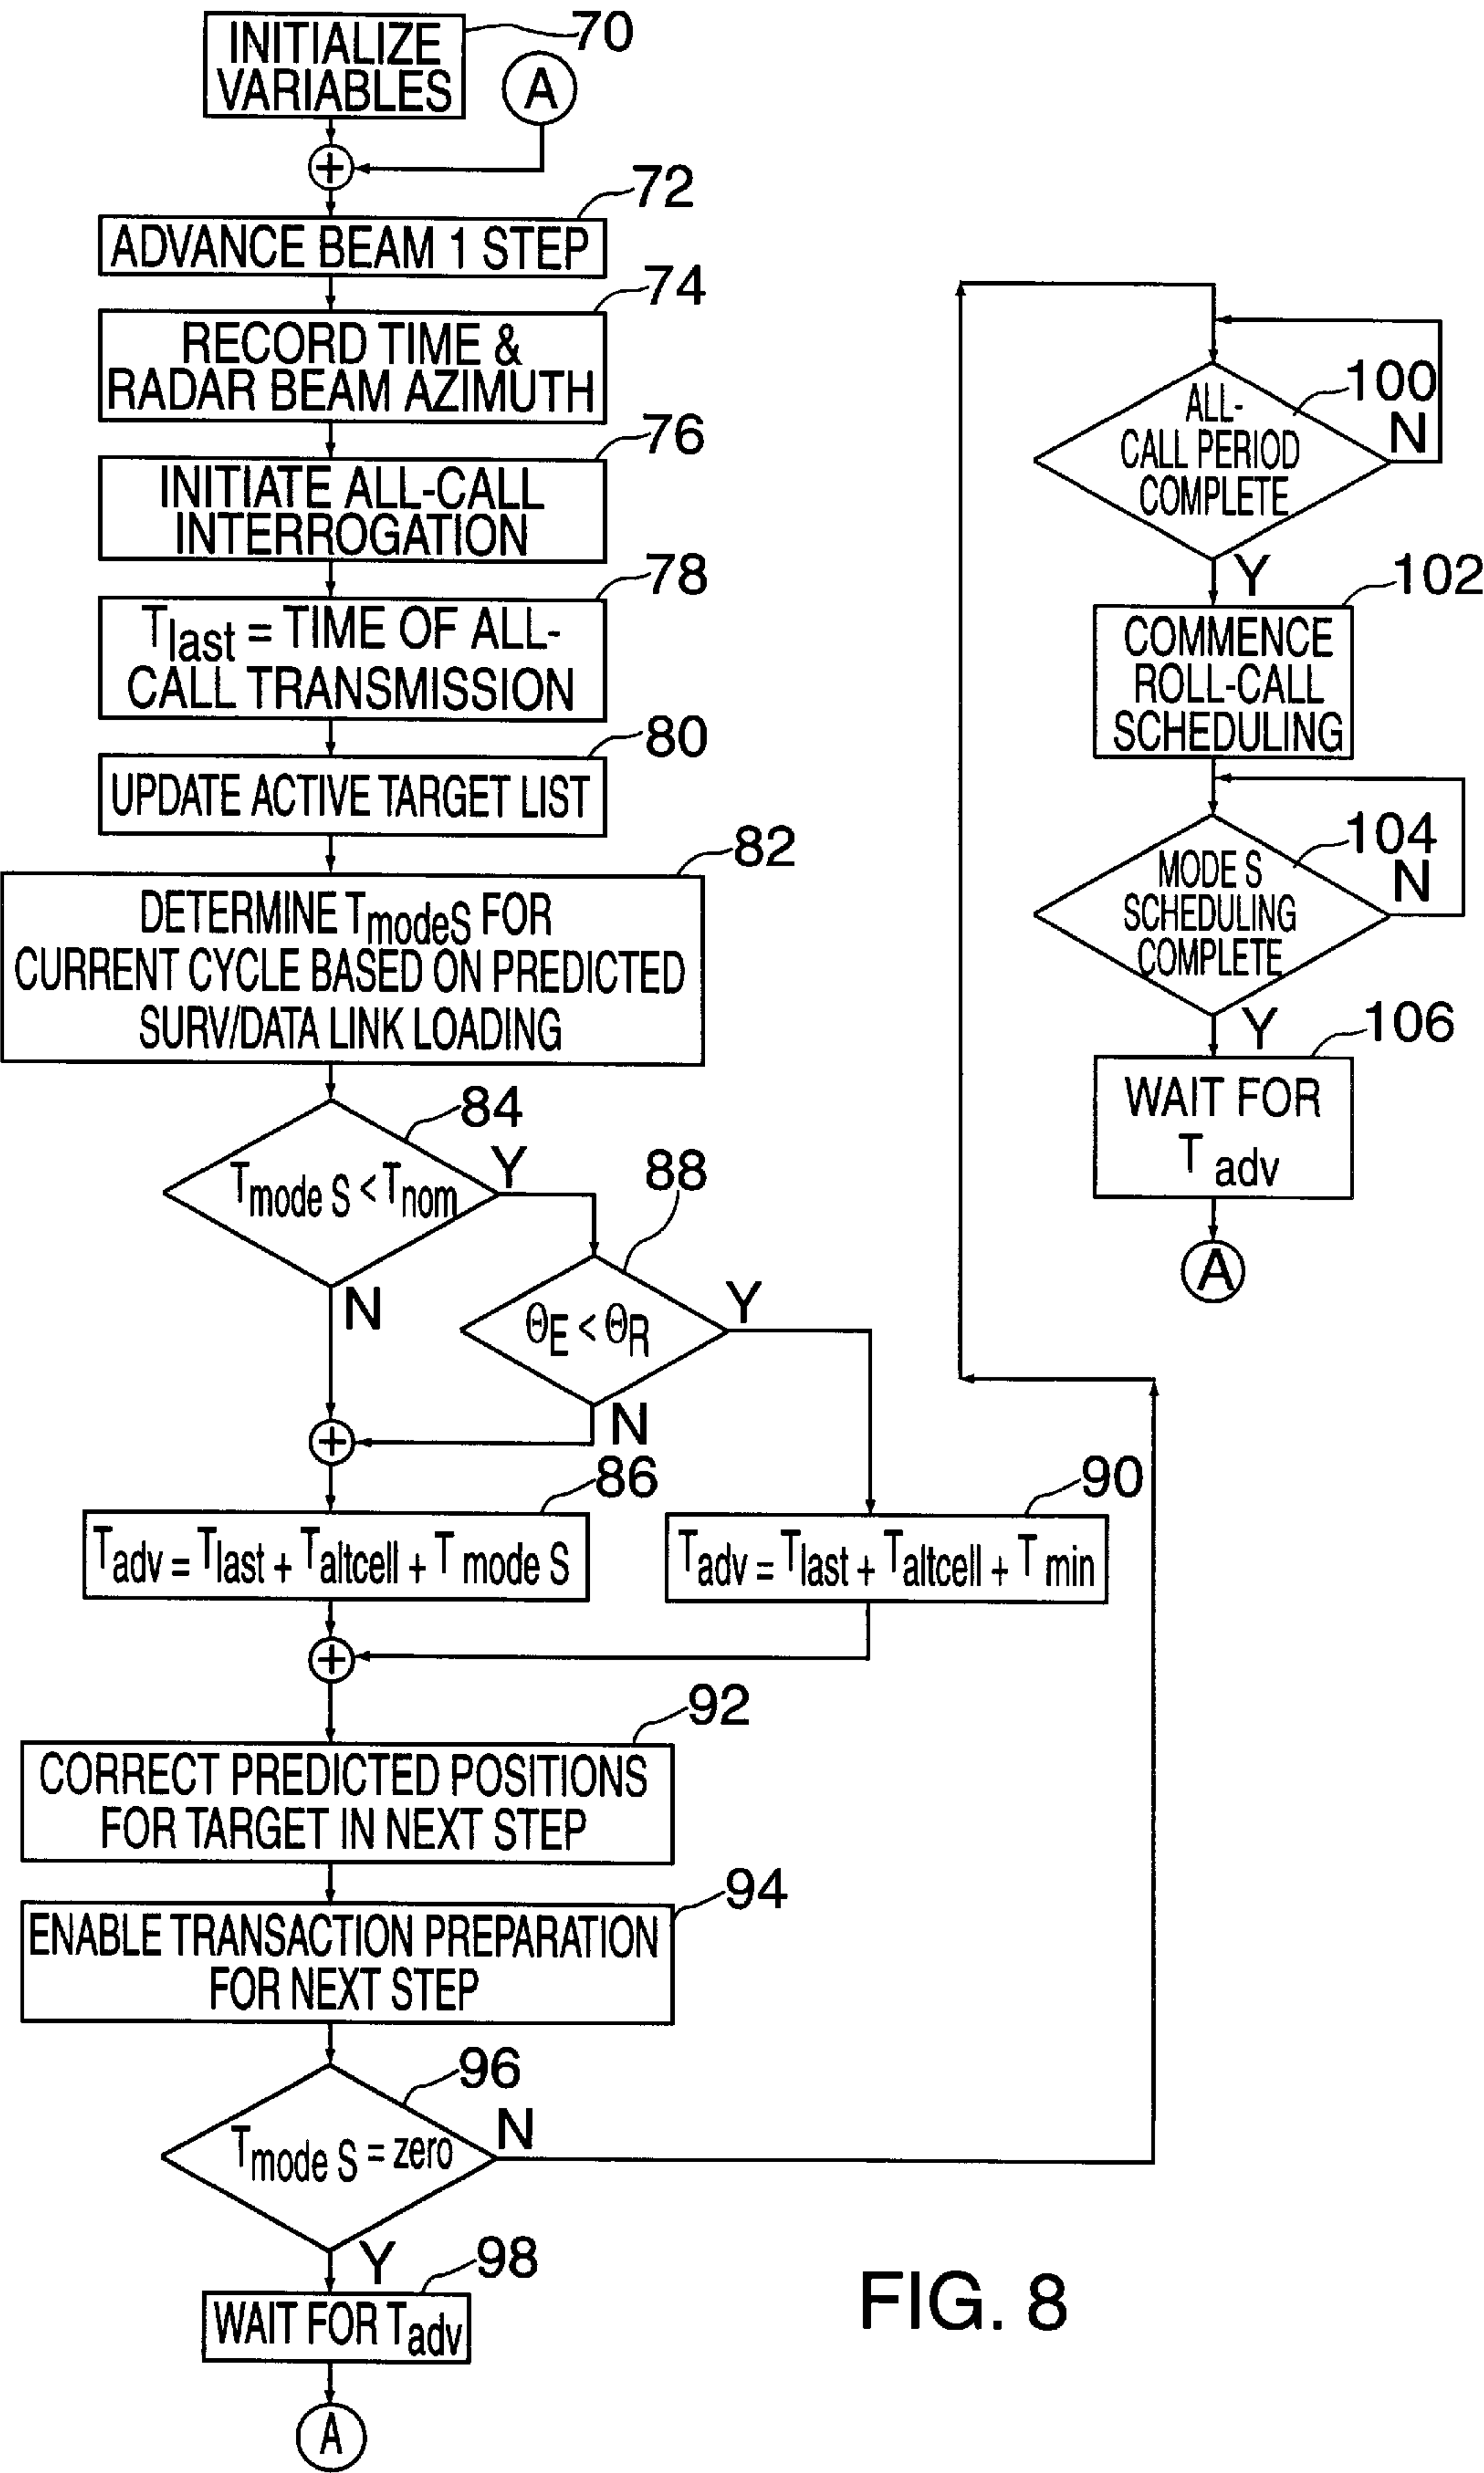 INITIALIZE
VARIABLES
70
A
+
72
ADVANCE BEAM 1 STEP
74
RECORD TIME &
RADAR BEAM AZIMUTH
76
INITIATE ALL-CALL
INTERROGATION
78
Tlast = TIME OF ALL-
CALL TRANSMISSION
80
UPDATE ACTIVE TARGET LIST
82
DETERMINE TmodeS FOR
CURRENT CYCLE BASED ON PREDICTED
SURV/DATA LINK LOADING
84
Tmode S < Tnom
Y
N
88
ΘE < ΘR
Y
N
+
86
Tadv = Tlast + Taltcell + T mode S
90
Tadv = Tlast + Taltcell + T min
+
92
CORRECT PREDICTED POSITIONS
FOR TARGET IN NEXT STEP
94
ENABLE TRANSACTION PREPARATION
FOR NEXT STEP
96
Tmode S = zero
N
Y
98
WAIT FOR Tadv
A
100
ALL-
CALL PERIOD
COMPLETE
N
Y
102
COMMENCE
ROLL-CALL
SCHEDULING
104
MODE S
SCHEDULING
COMPLETE
N
Y
106
WAIT FOR
T adv
A
FIG. 8